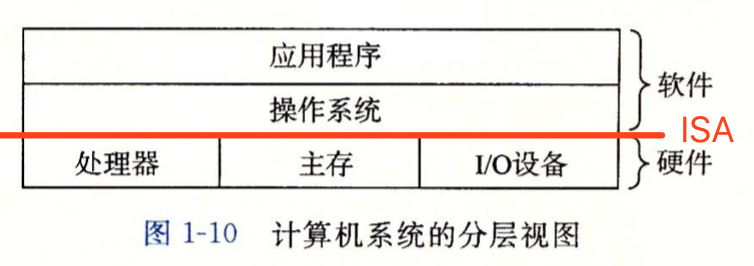 应用程序
软件
操作系统
ISA
处理器 主存 I/O设备
硬件
图 1-10 计算机系统的分层视图